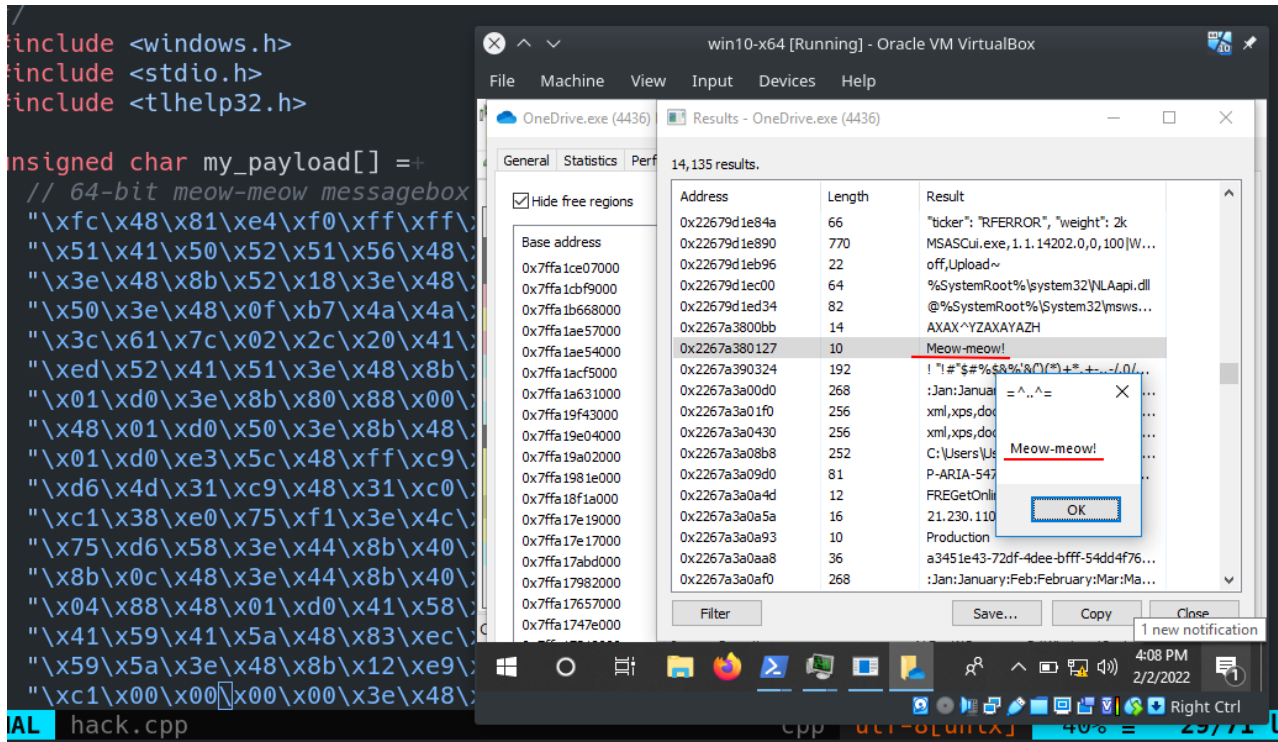 #/
#include <windows.h>
#include <stdio.h>
#include <tlhelp32.h>
unsigned char my_payload[] =
// 64-bit meow-meow messagebox
"\xfc\x48\x81\xe4\xf0\xff\xff\
"\x51\x41\x50\x52\x51\x56\x48\
"\x3e\x48\x8b\x52\x18\x3e\x48\
"\x50\x3e\x48\x0f\xb7\x4a\x4a\
"\x3c\x61\x7c\x02\x2c\x20\x41\
"\xed\x52\x41\x51\x3e\x48\x8b\
"\x01\xd0\x3e\x8b\x80\x88\x00\
"\x48\x01\xd0\x50\x3e\x8b\x48\
"\x01\xd0\xe3\x5c\x48\xff\xc9\
"\xd6\x4d\x31\xc9\x48\x31\xc0\
"\xc1\x38\xe0\x75\xf1\x3e\x4c\
"\x75\xd6\x58\x3e\x44\x8b\x40\
"\x8b\x0c\x48\x3e\x44\x8b\x40\
"\x04\x88\x48\x01\xd0\x41\x58\
"\x41\x59\x41\x5a\x48\x83\xec\
"\x59\x5a\x3e\x48\x8b\x12\xe9\
"\xc1\x00\x00\x00\x00\x3e\x48\
hack.cpp
cpp utf-8[unix] 40% ≡ 29/71
win10-x64 [Running] - Oracle VM VirtualBox
File Machine View Input Devices Help
OneDrive.exe (4436)
General Statistics Perf
Hide free regions
Base address
0x7ffa1ce07000
0x7ffa1cbf9000
0x7ffa1b668000
0x7ffa1ae57000
0x7ffa1ae54000
0x7ffa1acf5000
0x7ffa1a631000
0x7ffa19f43000
0x7ffa19e04000
0x7ffa19a02000
0x7ffa1981e000
0x7ffa18f1a000
0x7ffa17e19000
0x7ffa17e17000
0x7ffa17abd000
0x7ffa17982000
0x7ffa17657000
0x7ffa1747e000
Results - OneDrive.exe (4436)
14,135 results.
Address Length Result
0x22679d1e84a 66 "ticker": "RFERROR", "weight": 2k
0x22679d1e890 770 MSASCui.exe,1.1.14202.0,0,100|W...
0x22679d1eb96 22 off,Upload~
0x22679d1ec00 64 %SystemRoot%\system32\NLAapi.dll
0x22679d1ed34 82 @%SystemRoot%\System32\msws...
0x2267a3800bb 14 AXAX^YZAXAYAZH
0x2267a380127 10 Meow-meow!
0x2267a390324 192
0x2267a3a00d0 268 :Jan:Januar ...
0x2267a3a01f0 256 xml,xps,doc ...
0x2267a3a0430 256 xml,xps,doc ...
0x2267a3a08b8 252 C:\Users\Us ...
0x2267a3a09d0 81 P-ARIA-547 ...
0x2267a3a0a4d 12 FREGetOnli
0x2267a3a0a5a 16 21.230.110
0x2267a3a0a93 10 Production
0x2267a3a0aa8 36 a3451e43-72df-4dee-bfff-54dd4f76...
0x2267a3a0af0 268 :Jan:January:Feb:February:Mar:Ma...
=^..^=
Meow-meow!
OK
Filter Save... Copy Close
1 new notification
4:08 PM
2/2/2022
1
Right Ctrl